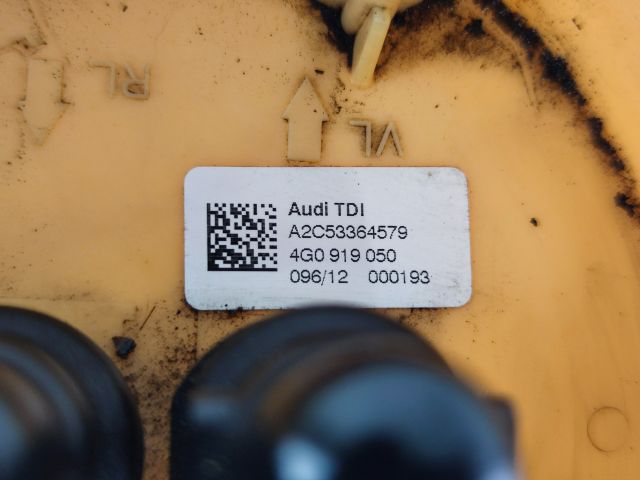 RL
VL
Audi TDI
A2C53364579
4G0 919 050
096/12 000193